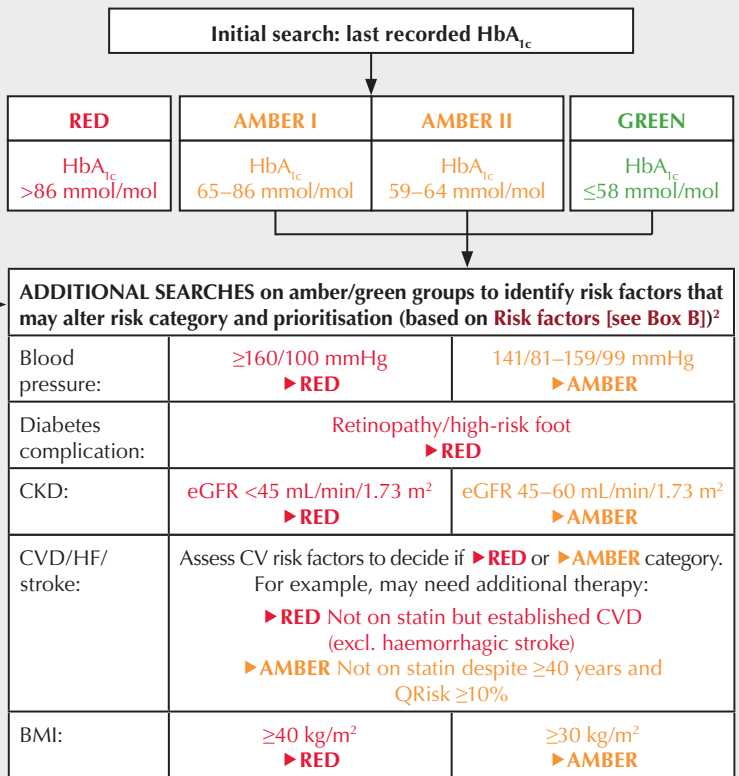 Initial search: last recorded HbA1c
RED
AMBER I
AMBER II
GREEN
HbA1c
>86 mmol/mol
HbA1c
65–86 mmol/mol
HbA1c
59–64 mmol/mol
HbA1c
≤58 mmol/mol
ADDITIONAL SEARCHES on amber/green groups to identify risk factors that
may alter risk category and prioritisation (based on Risk factors [see Box B])²
Blood
pressure:
≥160/100 mmHg
▶RED
141/81–159/99 mmHg
▶AMBER
Diabetes
complication:
Retinopathy/high-risk foot
▶RED
CKD:
eGFR <45 mL/min/1.73 m²
▶RED
eGFR 45–60 mL/min/1.73 m²
▶AMBER
CVD/HF/
stroke:
Assess CV risk factors to decide if ▶RED or ▶AMBER category.
For example, may need additional therapy:
▶RED Not on statin but established CVD
(excl. haemorrhagic stroke)
▶AMBER Not on statin despite ≥40 years and
QRisk ≥10%
BMI:
≥40 kg/m²
▶RED
≥30 kg/m²
▶AMBER